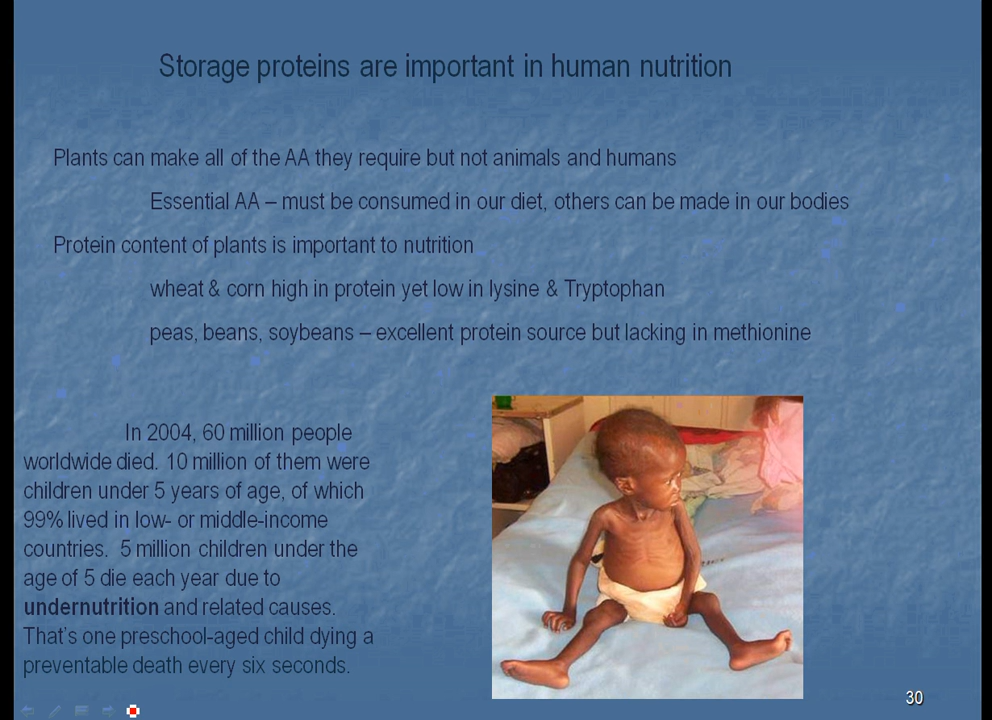 Storage proteins are important in human nutrition
Plants can make all of the AA they require but not animals and humans
Essential AA – must be consumed in our diet, others can be made in our bodies
Protein content of plants is important to nutrition
wheat & corn high in protein yet low in lysine & Tryptophan
peas, beans, soybeans – excellent protein source but lacking in methionine
In 2004, 60 million people
worldwide died. 10 million of them were
children under 5 years of age, of which
99% lived in low- or middle-income
countries. 5 million children under the
age of 5 die each year due to
undernutrition and related causes.
That's one preschool-aged child dying a
preventable death every six seconds.
30